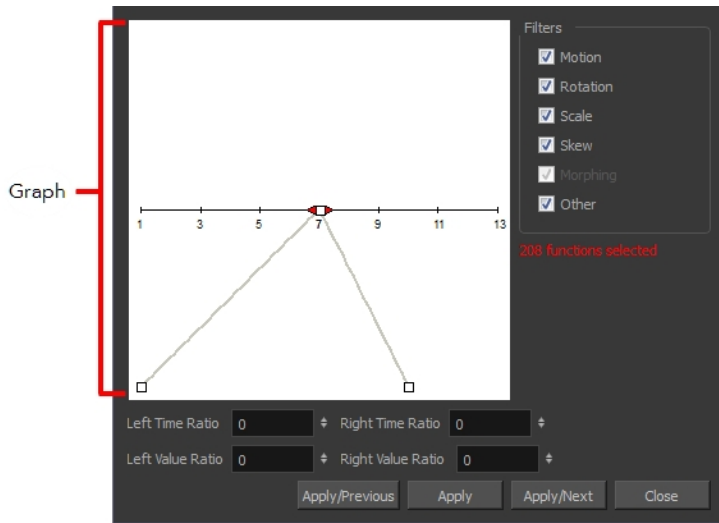 Graph
1 3 5 7 9 11 13
Filters
Motion
Rotation
Scale
Skew
Morphing
Other
208 functions selected
Left Time Ratio 0 Right Time Ratio 0
Left Value Ratio 0 Right Value Ratio 0
Apply/Previous Apply Apply/Next Close